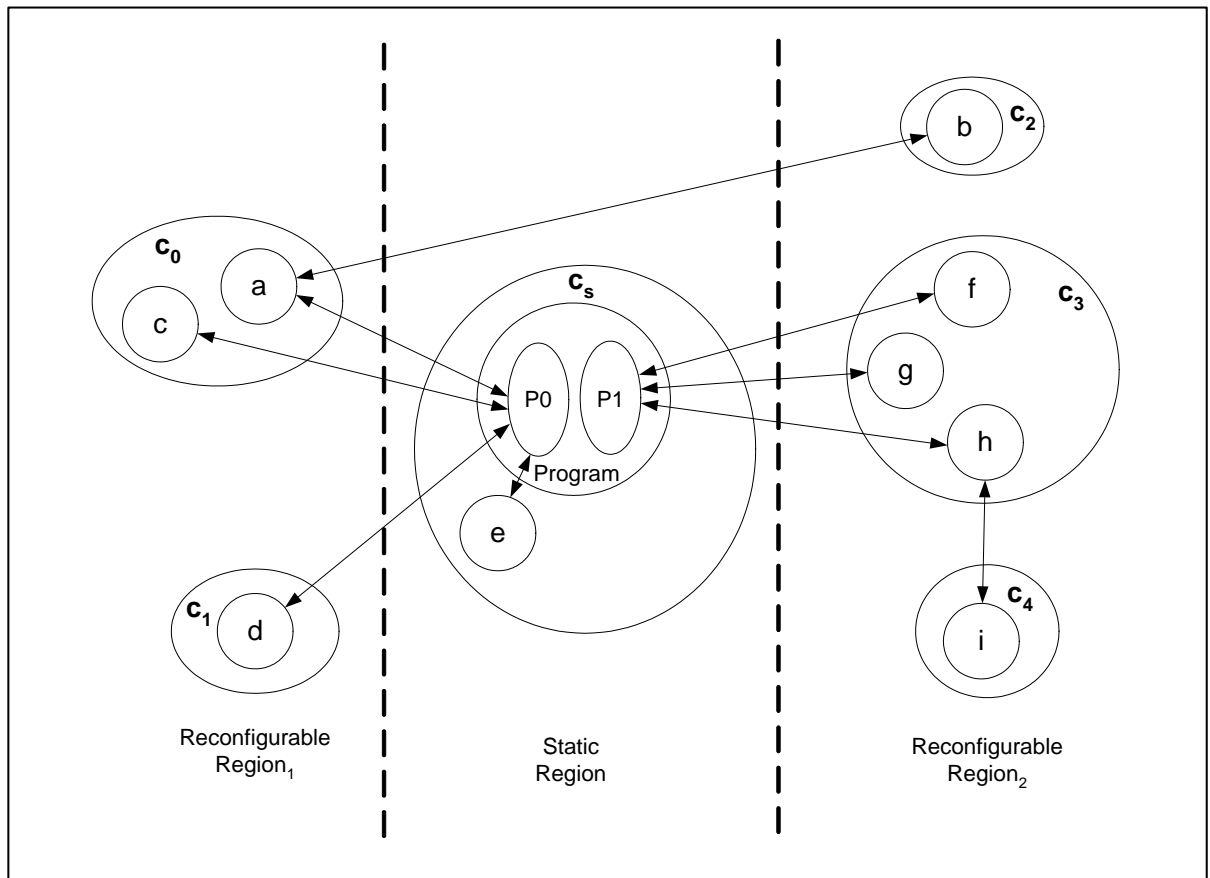 b
c2
c0
a
c
cs
f
c3
g
P0
P1
h
Program
e
c1
d
c4
i
Reconfigurable
Region1
Static
Region
Reconfigurable
Region2